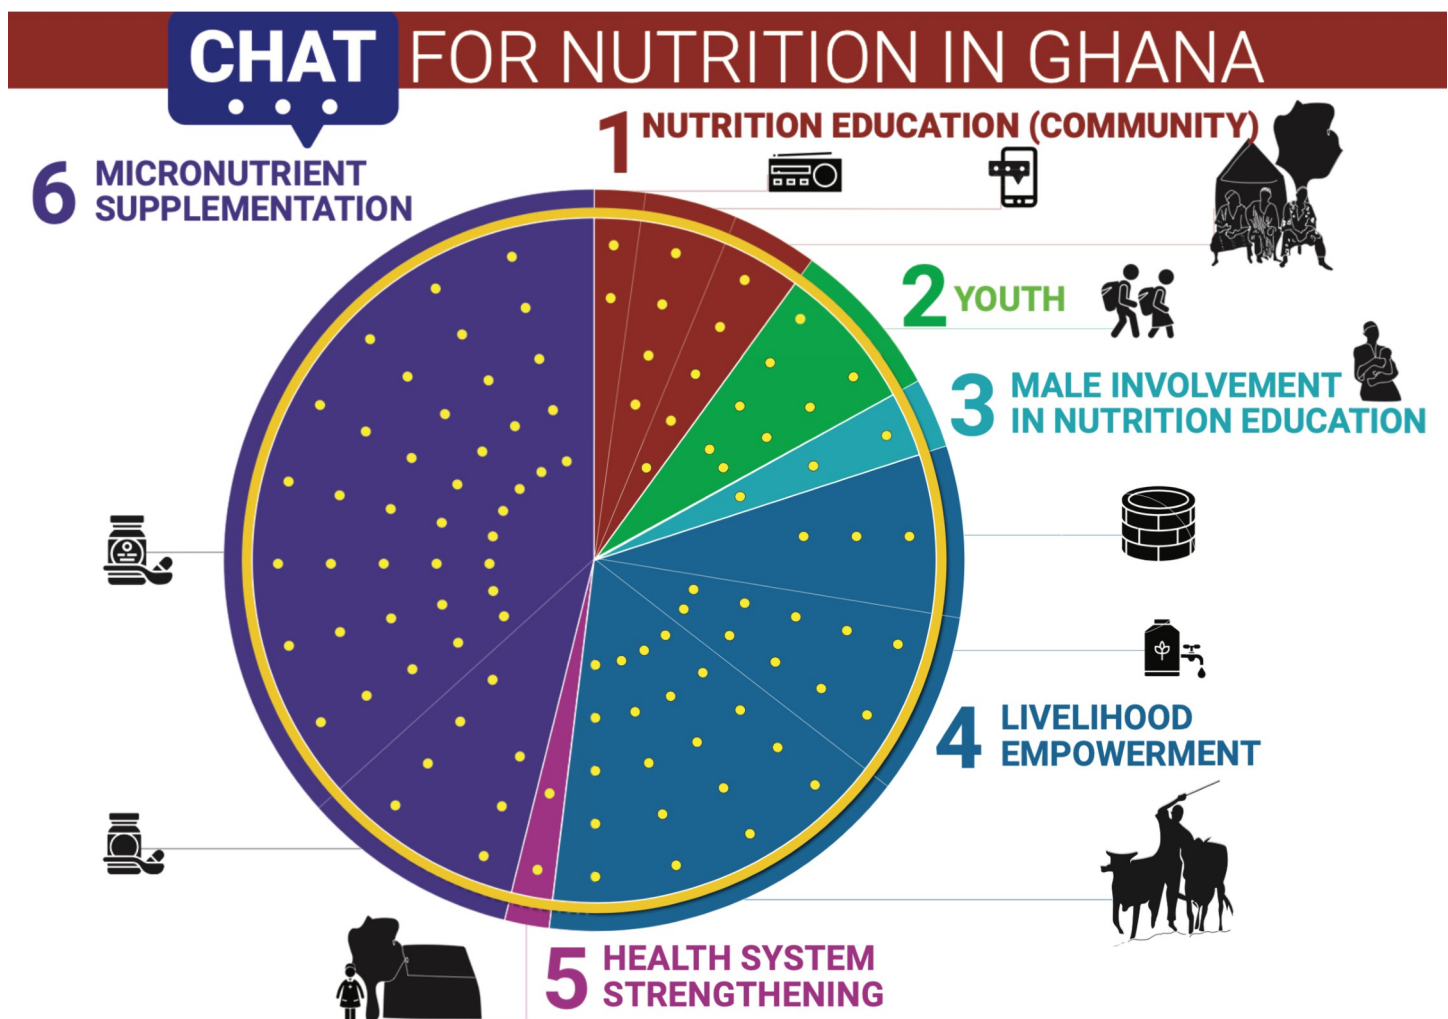 CHAT FOR NUTRITION IN GHANA
1 NUTRITION EDUCATION (COMMUNITY)
2 YOUTH
3 MALE INVOLVEMENT
IN NUTRITION EDUCATION
4 LIVELIHOOD
EMPOWERMENT
5 HEALTH SYSTEM
STRENGTHENING
6 MICRONUTRIENT
SUPPLEMENTATION